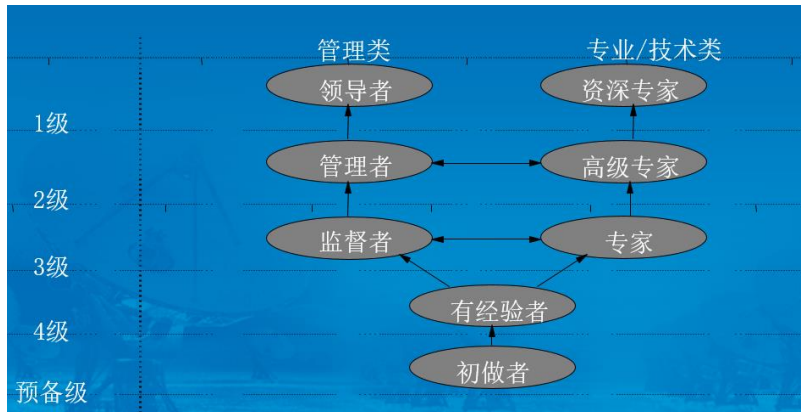 管理类 专业/技术类
领导者 资深专家
1级
管理者 高级专家
2级
监督者 专家
3级
有经验者
4级
初做者
预备级